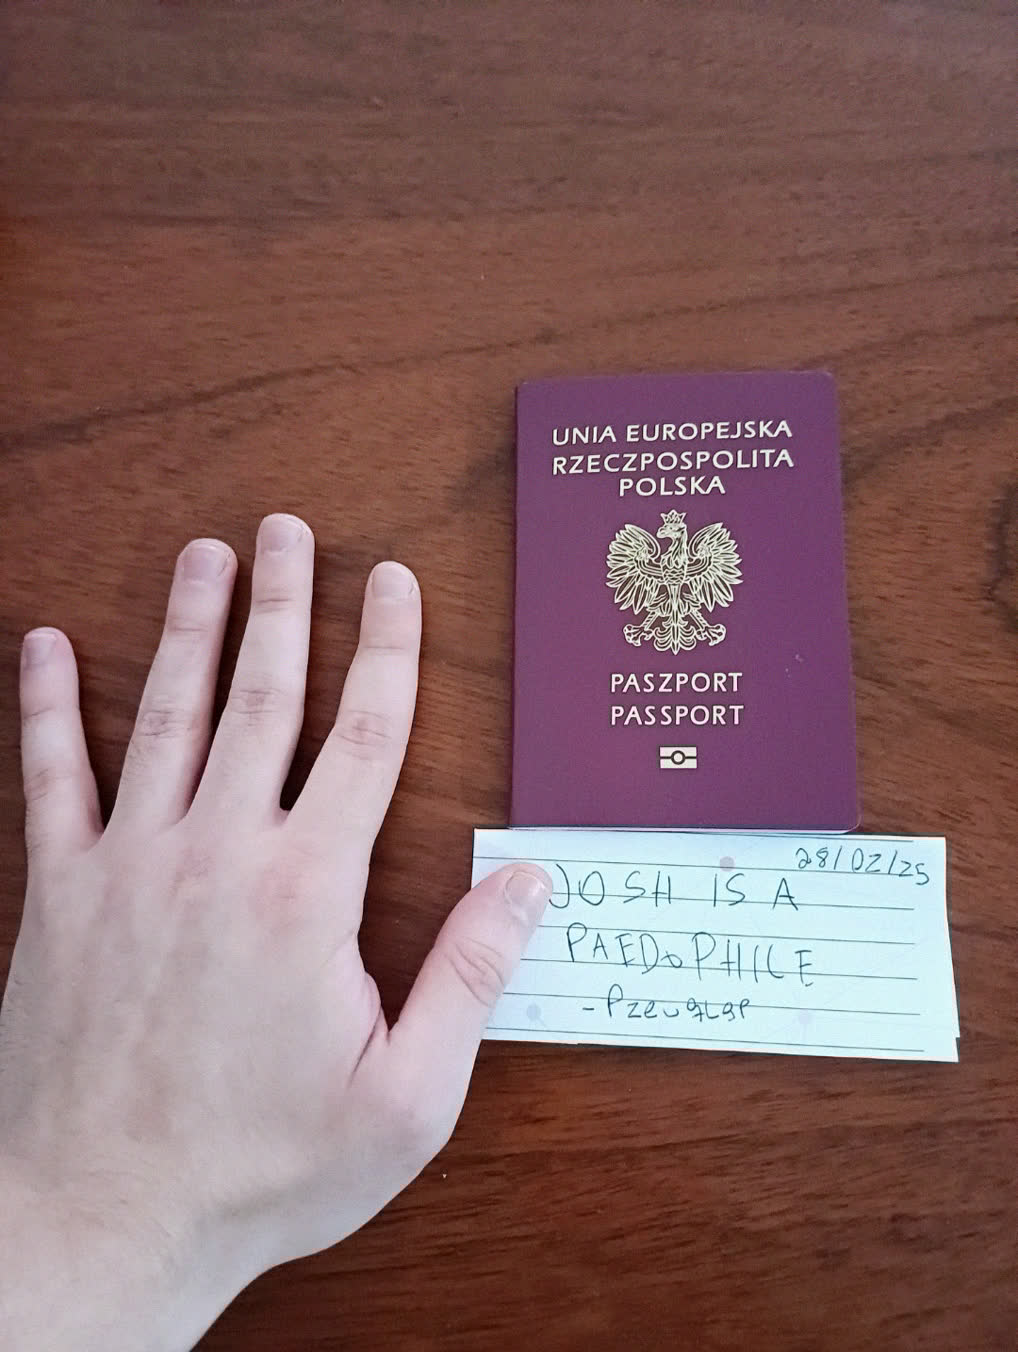 UNIA EUROPEJSKA
RZECZPOSPOLITA
POLSKA
PASZPORT
PASSPORT
28/02/25
JOSH IS A
PAEDOPHILE